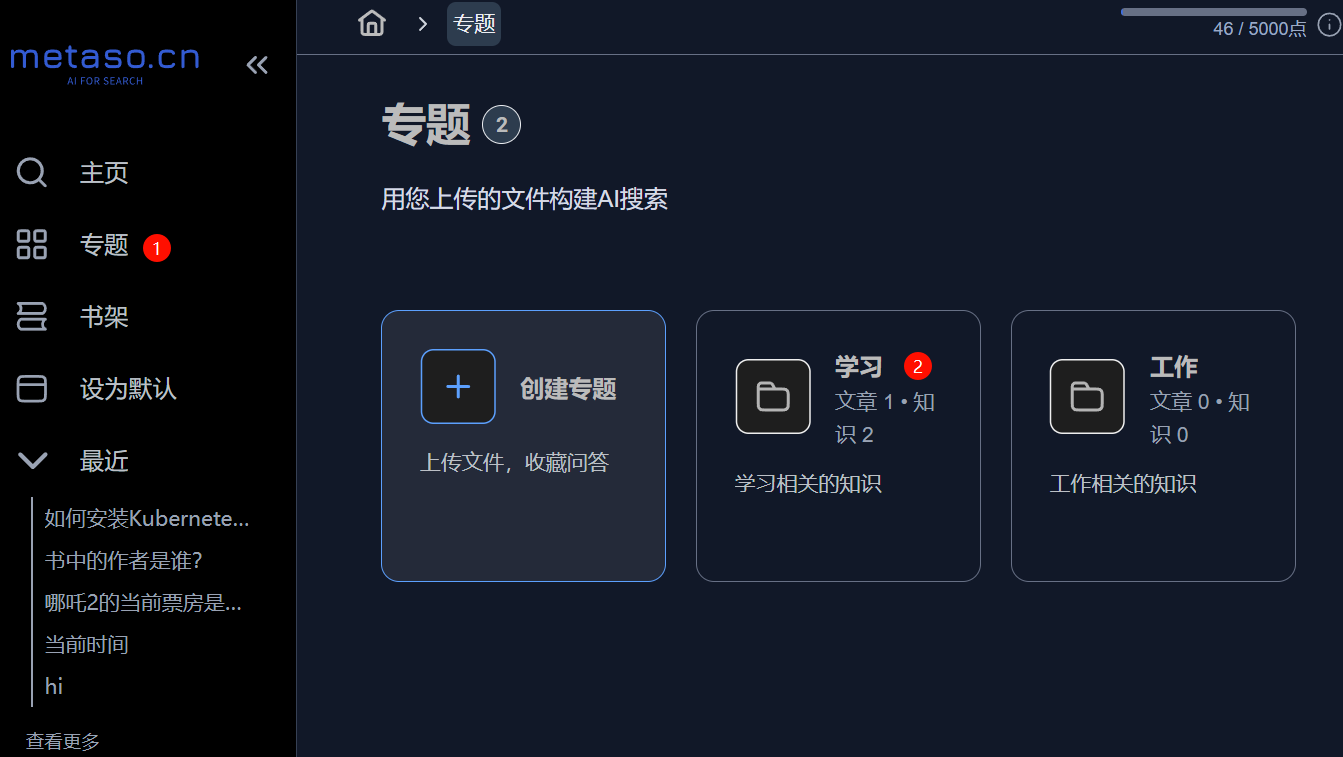 metaso.cn
AI FOR SEARCH
主页
专题 1
书架
设为默认
最近
如何安装Kubernete...
书中的作者是谁?
哪吒2的当前票房是...
当前时间
hi
查看更多
专题
46 / 5000点
专题 2
用您上传的文件构建AI搜索
创建专题
上传文件，收藏问答
学习 2
文章 1 • 知
识 2
学习相关的知识
工作
文章 0 • 知
识 0
工作相关的知识